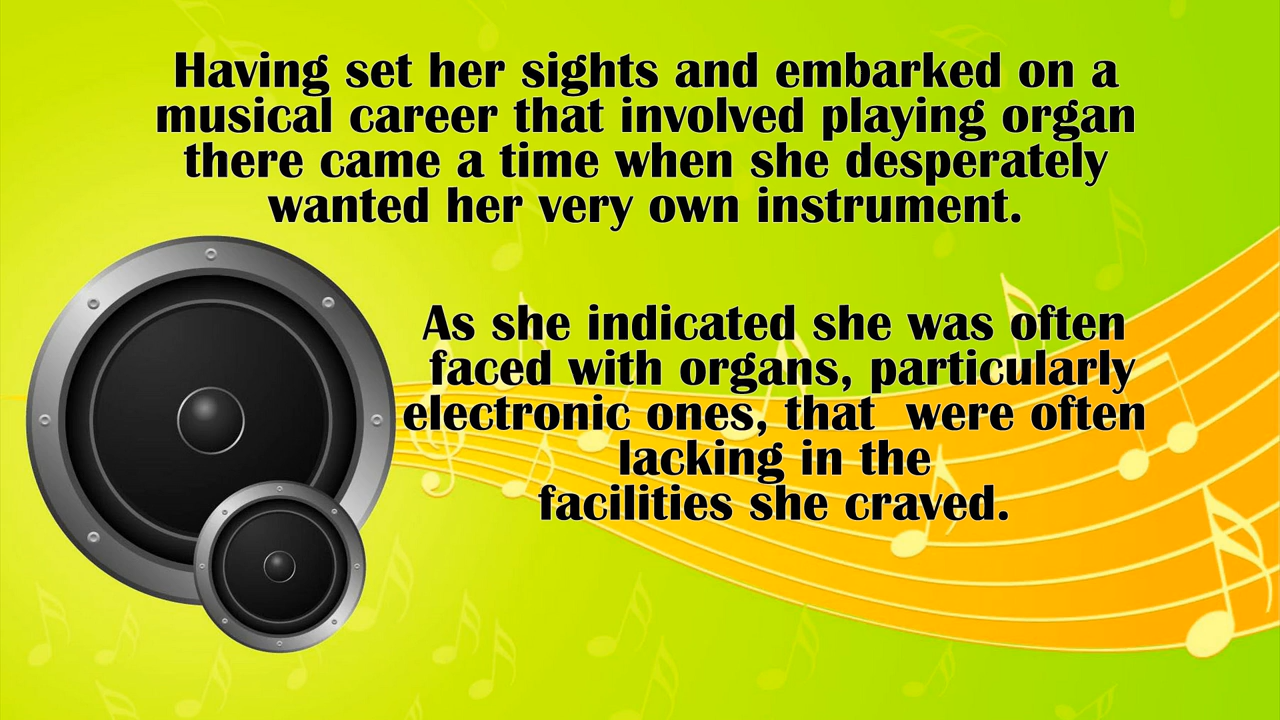 Having set her sights and embarked on a
musical career that involved playing organ
there came a time when she desperately
wanted her very own instrument.
As she indicated she was often
faced with organs, particularly
electronic ones, that  were often
lacking in the
facilities she craved.